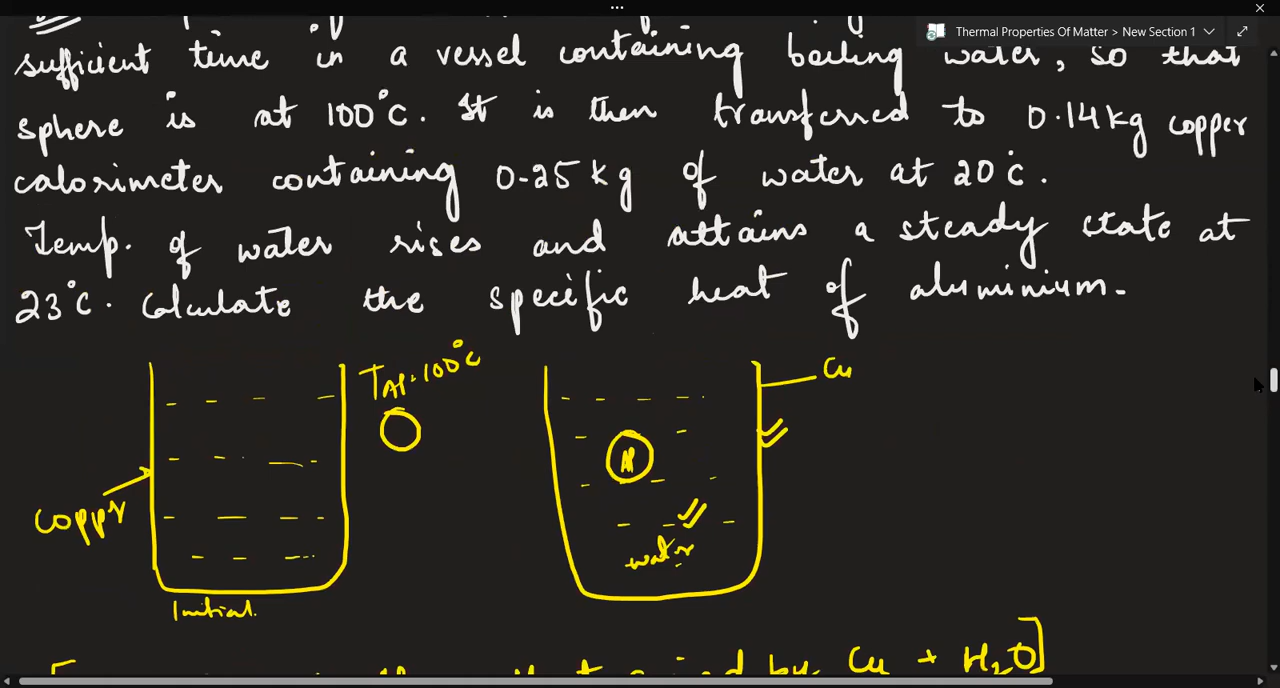 Thermal Properties Of Matter > New Section 1
sufficient time in a vessel containing boiling water, so that
sphere is at 100°C. It is then transferred to 0.14kg copper
calorimeter containing 0.25kg of water at 20°c.
Temp. of water rises and attains a steady state at
23°C. Calculate the specific heat of aluminium.
TAl = 100°C
Cu
Al
Copper
water
Initial.
gained by Cu + H2O]